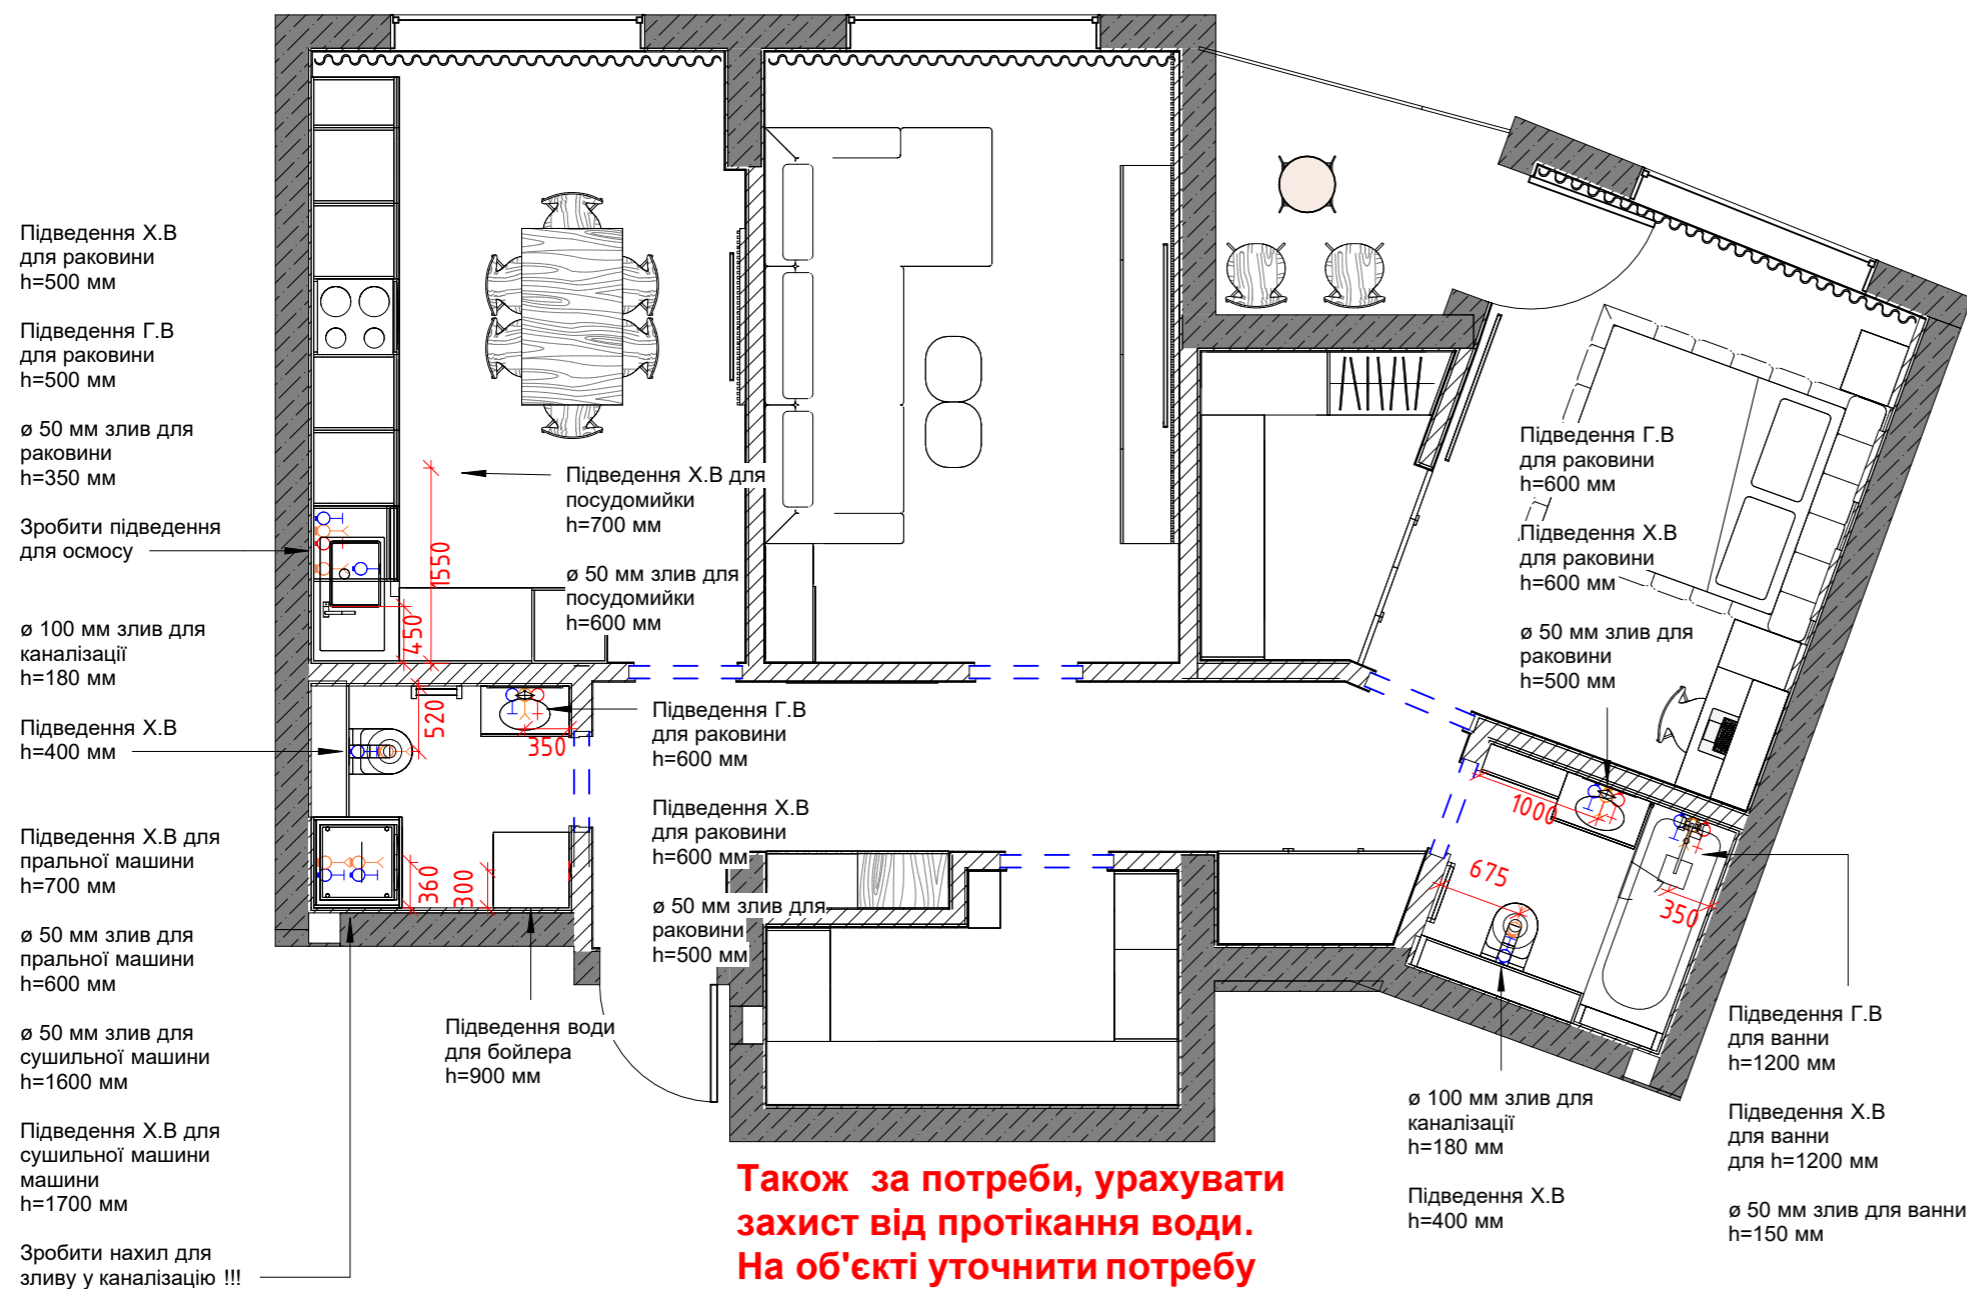 Підведення Х.В
для раковини
h=500 мм
Підведення Г.В
для раковини
h=500 мм
ø 50 мм злив для
раковини
h=350 мм
Зробити підведення
для осмосу
ø 100 мм злив для
каналізації
h=180 мм
Підведення Х.В
h=400 мм
Підведення Х.В для
пральної машини
h=700 мм
ø 50 мм злив для
пральної машини
h=600 мм
ø 50 мм злив для
сушильної машини
h=1600 мм
Підведення Х.В для
сушильної машини
машини
h=1700 мм
Зробити нахил для
зливу у каналізацію !!!
Підведення Х.В для
посудомийки
h=700 мм
ø 50 мм злив для
посудомийки
h=600 мм
1550
450
520
350
360
300
Підведення Г.В
для раковини
h=600 мм
Підведення Х.В
для раковини
h=600 мм
ø 50 мм злив для
раковини
h=500 мм
Підведення води
для бойлера
h=900 мм
Підведення Г.В
для раковини
h=600 мм
Підведення Х.В
для раковини
h=600 мм
ø 50 мм злив для
раковини
h=500 мм
1000
675
350
ø 100 мм злив для
каналізації
h=180 мм
Підведення Х.В
h=400 мм
Підведення Г.В
для ванни
h=1200 мм
Підведення Х.В
для ванни
для h=1200 мм
ø 50 мм злив для ванни
h=150 мм
Також за потреби, урахувати
захист від протікання води.
На об'єкті уточнити потребу